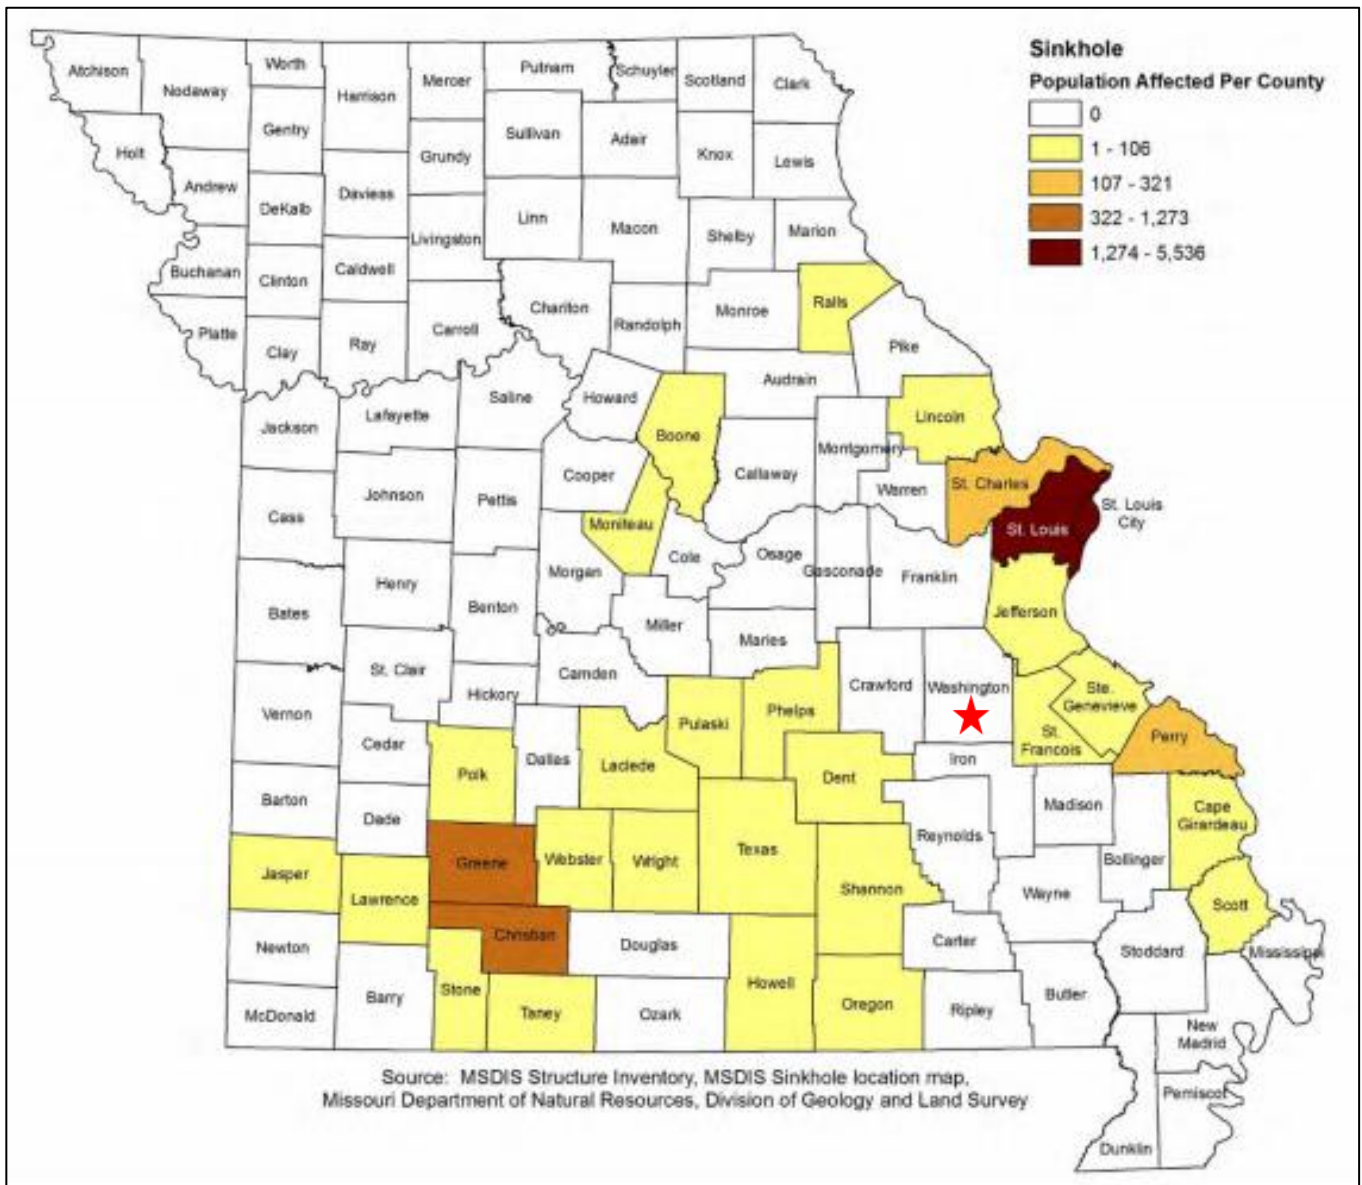 Sinkhole
Population Affected Per County
0
1 - 106
107 - 321
322 - 1,273
1,274 - 5,536
Atchison
Nodaway
Worth
Harrison
Mercer
Putnam
Schuyler
Scotland
Clark
Holt
Gentry
Grundy
Sullivan
Adair
Knox
Lewis
Andrew
DeKalb
Daviess
Livingston
Linn
Macon
Shelby
Marion
Buchanan
Clinton
Caldwell
Chariton
Randolph
Monroe
Ralls
Platte
Clay
Ray
Carroll
Pike
Jackson
Lafayette
Saline
Howard
Boone
Audrain
Lincoln
Callaway
Montgomery
Warren
St. Charles
St. Louis
St. Louis
City
Cass
Johnson
Pettis
Cooper
Moniteau
Cole
Osage
Gasconade
Franklin
Jefferson
Bates
Henry
Benton
Morgan
Miller
Maries
Vernon
St. Clair
Hickory
Camden
Pulaski
Phelps
Crawford
Washington
St.
Francois
Ste.
Genevieve
Perry
Cedar
Polk
Dallas
Laclede
Dent
Iron
Madison
Cape
Girardeau
Barton
Dade
Greene
Webster
Wright
Texas
Shannon
Reynolds
Wayne
Bollinger
Scott
Jasper
Lawrence
Christian
Douglas
Howell
Carter
Stoddard
Mississippi
Newton
McDonald
Barry
Stone
Taney
Ozark
Oregon
Ripley
Butler
New
Madrid
Pemiscot
Dunklin
Source: MSDIS Structure Inventory, MSDIS Sinkhole location map,
Missouri Department of Natural Resources, Division of Geology and Land Survey